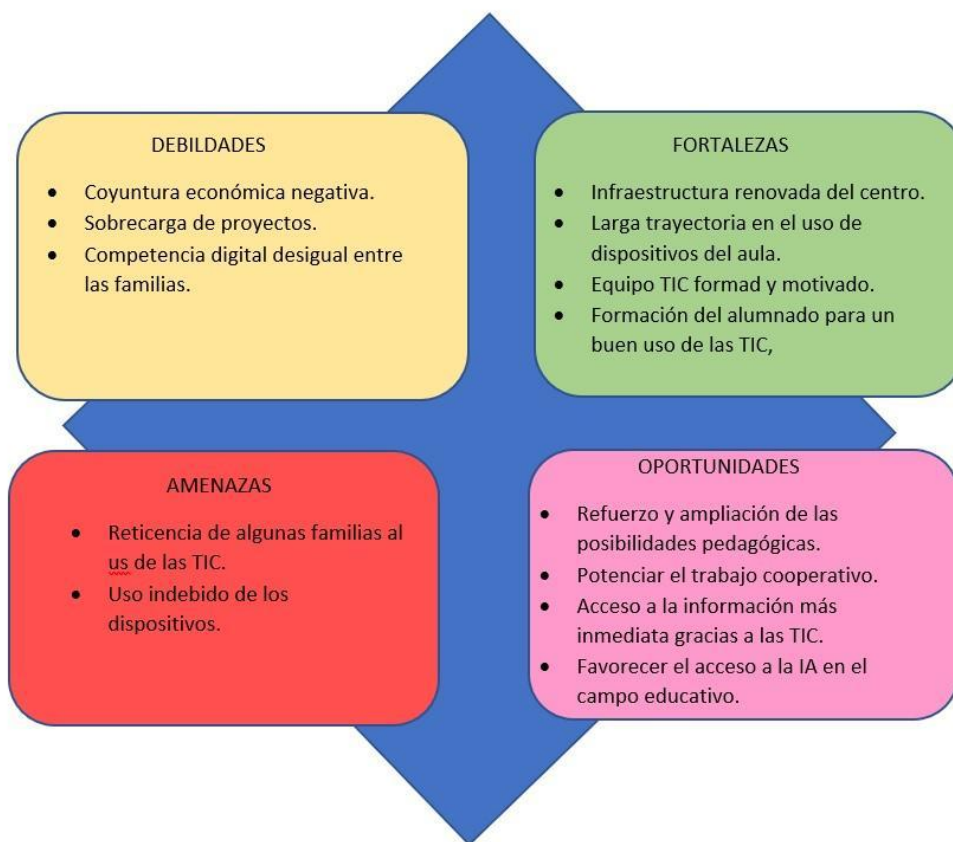 DEBILDADES
• Coyuntura económica negativa.
• Sobrecarga de proyectos.
• Competencia digital desigual entre
las familias.
FORTALEZAS
• Infraestructura renovada del centro.
• Larga trayectoria en el uso de
dispositivos del aula.
• Equipo TIC formad y motivado.
• Formación del alumnado para un
buen uso de las TIC,
AMENAZAS
• Reticencia de algunas familias al
us de las TIC.
• Uso indebido de los
dispositivos.
OPORTUNIDADES
• Refuerzo y ampliación de las
posibilidades pedagógicas.
• Potenciar el trabajo cooperativo.
• Acceso a la información más
inmediata gracias a las TIC.
• Favorecer el acceso a la IA en el
campo educativo.